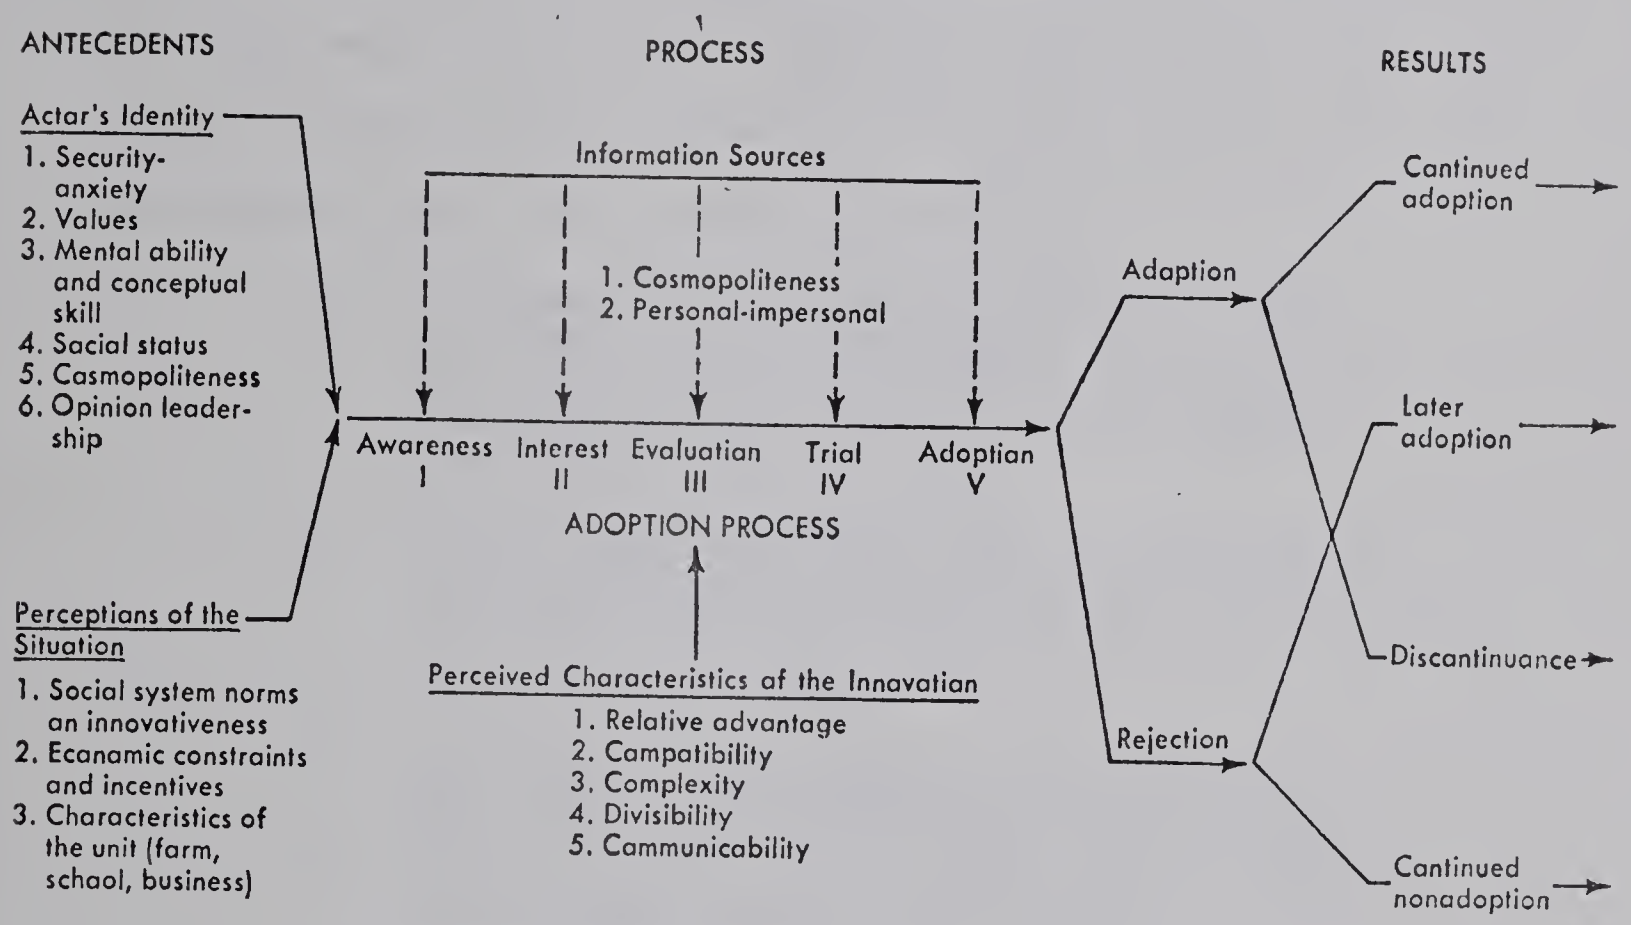 ANTECEDENTS
PROCESS
RESULTS
Actar's Identity
1. Security-
anxiety
2. Values
3. Mental ability
and conceptual
skill
4. Sacial status
5. Casmopoliteness
6. Opinion leader-
ship
Perceptians of the
Situation
1. Social system norms
an innovativeness
2. Ecanamic constraints
and incentives
3. Characteristics of
the unit (farm,
schaol, business)
Information Sources
1. Cosmopoliteness
2. Personal-impersonal
Awareness Interest Evaluation Trial Adoptian
I II III IV V
ADOPTION PROCESS
Perceived Characteristics af the Innavatian
1. Relative advantage
2. Campatibility
3. Complexity
4. Divisibility
5. Cammunicability
Adaption
Rejection
Cantinued
adoption
Later
adoption
Discantinuance
Cantinued
nonadoption